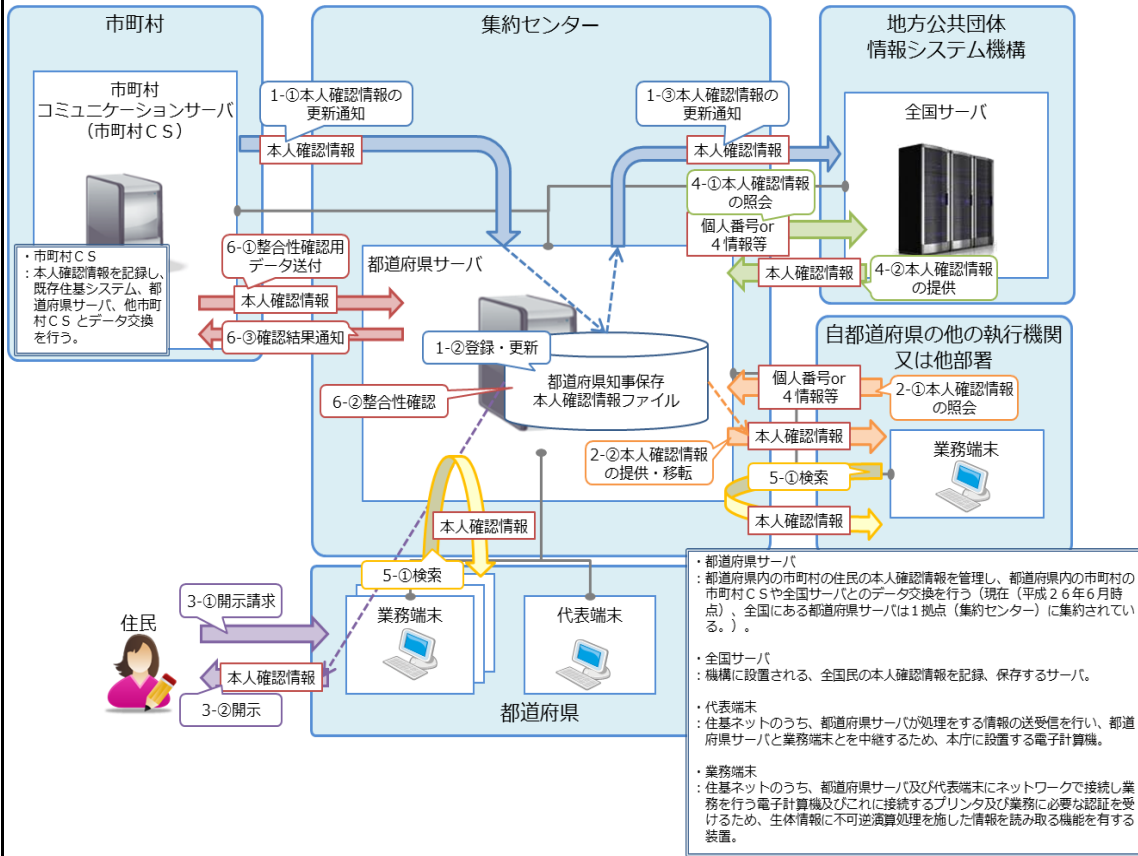 市町村
集約センター
地方公共団体
情報システム機構
市町村
コミュニケーションサーバ
（市町村ＣＳ）
1-①本人確認情報の
更新通知
本人確認情報
1-③本人確認情報の
更新通知
本人確認情報
全国サーバ
4-①本人確認情報
の照会
個人番号or
４情報等
本人確認情報
4-②本人確認情報
の提供
・市町村ＣＳ
：本人確認情報を記録し、
既存住基システム、都
道府県サーバ、他市町
村ＣＳ とデータ交換
を行う。
6-①整合性確認用
データ送付
本人確認情報
6-③確認結果通知
都道府県サーバ
1-②登録・更新
6-②整合性確認
都道府県知事保存
本人確認情報ファイル
自都道府県の他の執行機関
又は他部署
個人番号or
４情報等
2-①本人確認情報
の照会
本人確認情報
2-②本人確認情報
の提供・移転
5-①検索
本人確認情報
業務端末
本人確認情報
5-①検索
業務端末
代表端末
都道府県
住民
3-①開示請求
本人確認情報
3-②開示
・都道府県サーバ
：都道府県内の市町村の住民の本人確認情報を管理し、都道府県内の市町村の
市町村ＣＳや全国サーバとのデータ交換を行う（現在（平成２６年６月時
点）、全国にある都道府県サーバは１拠点（集約センター）に集約されてい
る。）。
・全国サーバ
：機構に設置される、全国民の本人確認情報を記録、保存するサーバ。
・代表端末
：住基ネットのうち、都道府県サーバが処理をする情報の送受信を行い、都道
府県サーバと業務端末とを中継するため、本庁に設置する電子計算機。
・業務端末
：住基ネットのうち、都道府県サーバ及び代表端末にネットワークで接続し業
務を行う電子計算機及びこれに接続するプリンタ及び業務に必要な認証を受
けるため、生体情報に不可逆演算処理を施した情報を読み取る機能を有する
装置。